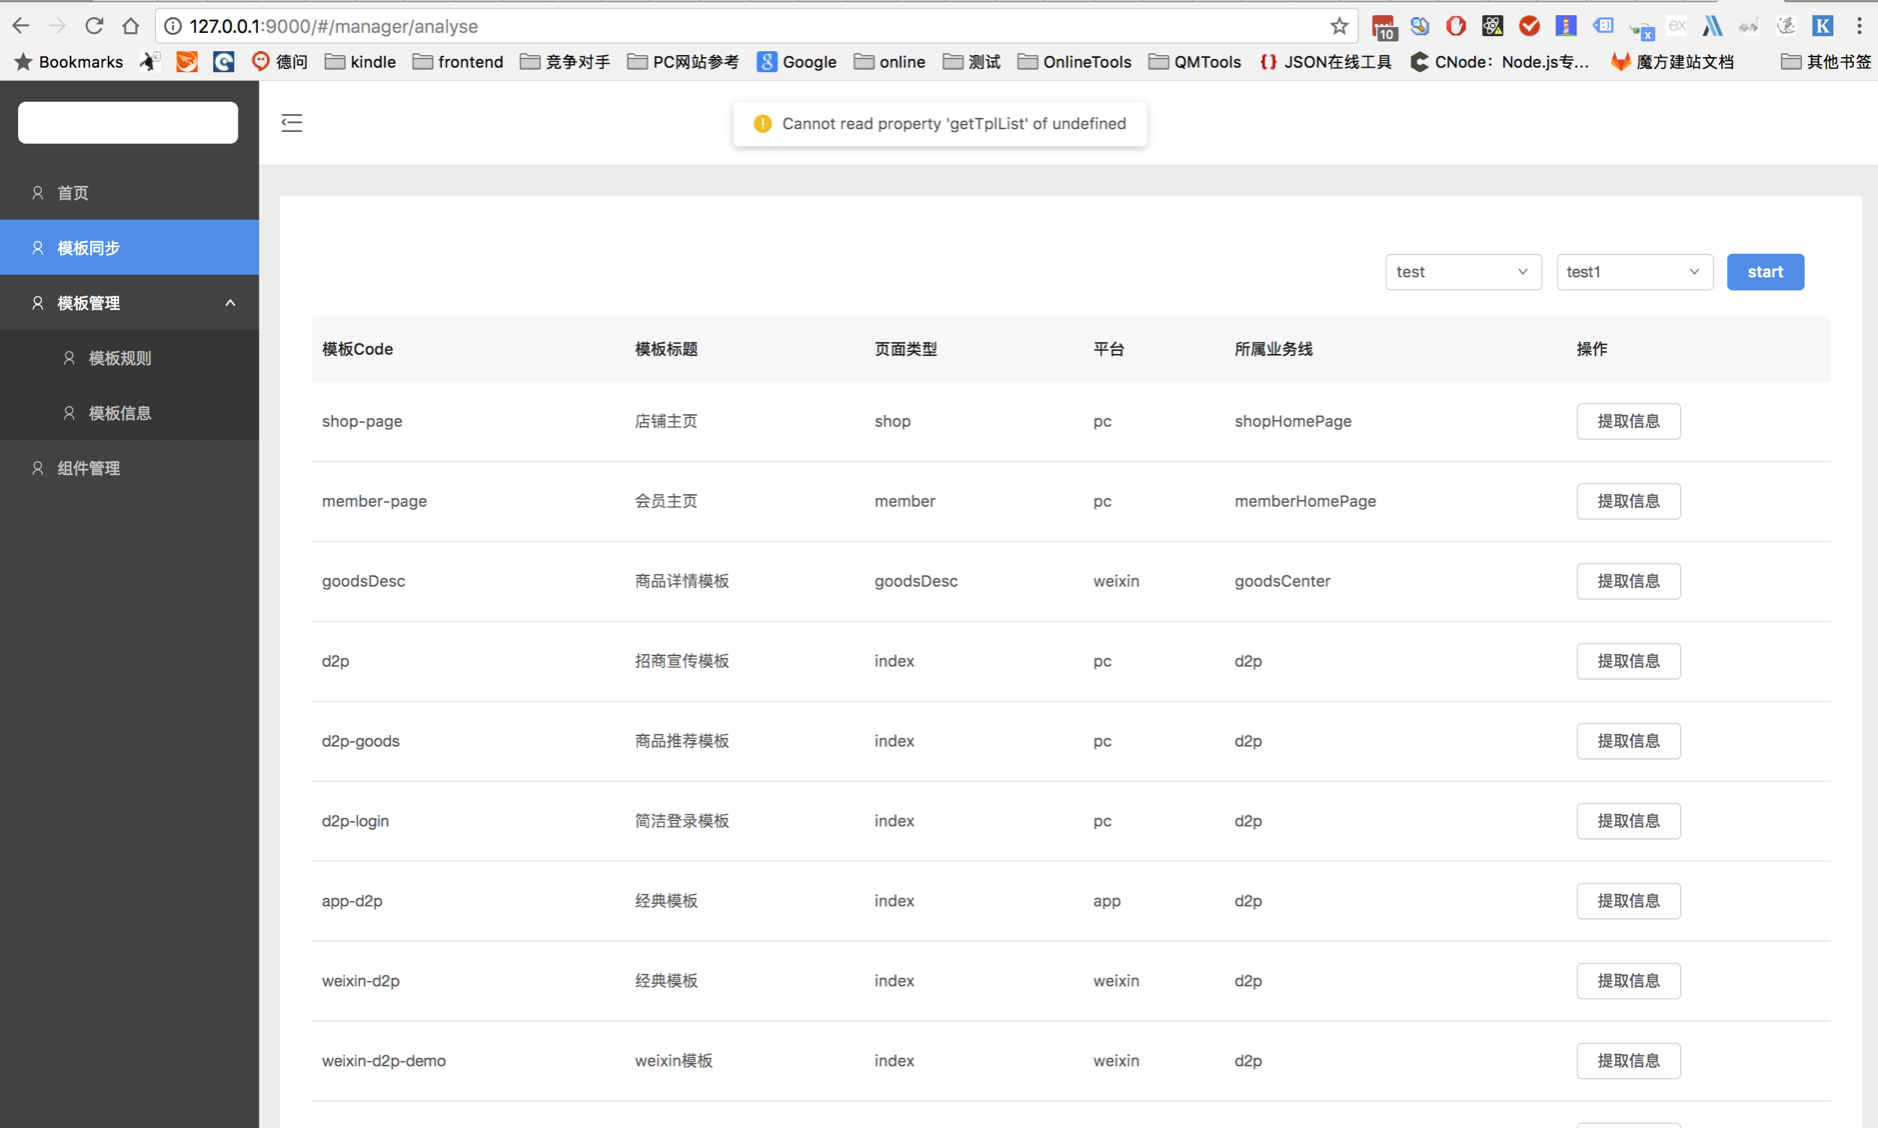 127.0.0.1:9000/#/manager/analyse
10
x
ex
K
Bookmarks
德问
kindle
frontend
竞争对手
PC网站参考
Google
online
测试
OnlineTools
QMTools
JSON在线工具
CNode：Node.js专...
魔方建站文档
其他书签
Cannot read property 'getTplList' of undefined
首页
模板同步
模板管理
模板规则
模板信息
组件管理
test
test1
start
模板Code 模板标题 页面类型 平台 所属业务线 操作
shop-page 店铺主页 shop pc shopHomePage 提取信息
member-page 会员主页 member pc memberHomePage 提取信息
goodsDesc 商品详情模板 goodsDesc weixin goodsCenter 提取信息
d2p 招商宣传模板 index pc d2p 提取信息
d2p-goods 商品推荐模板 index pc d2p 提取信息
d2p-login 简洁登录模板 index pc d2p 提取信息
app-d2p 经典模板 index app d2p 提取信息
weixin-d2p 经典模板 index weixin d2p 提取信息
weixin-d2p-demo weixin模板 index weixin d2p 提取信息